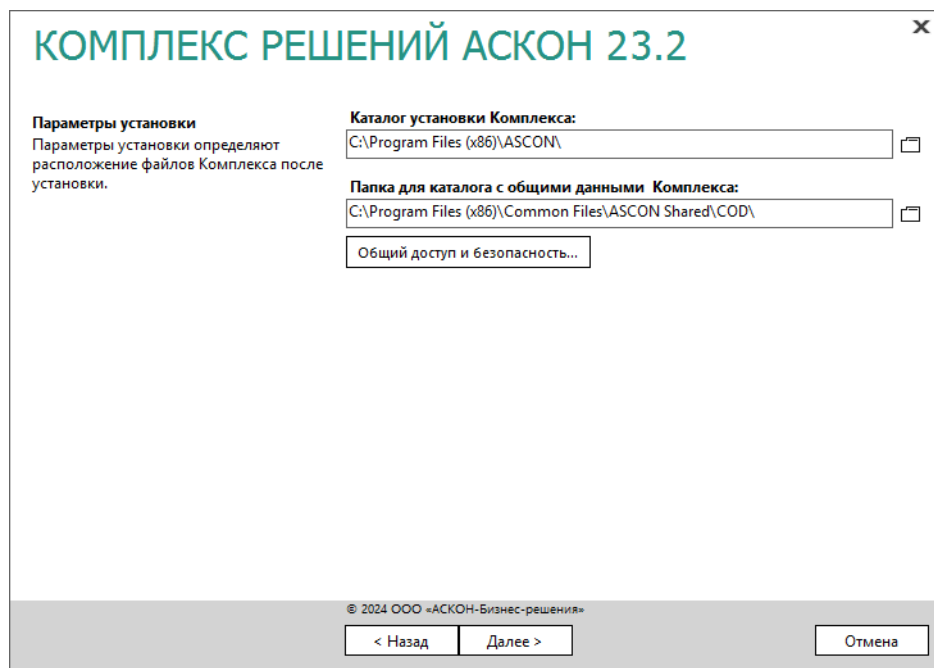 КОМПЛЕКС РЕШЕНИЙ АСКОН 23.2
Параметры установки
Параметры установки определяют
расположение файлов Комплекса после
установки.
Каталог установки Комплекса:
C:\Program Files (x86)\ASCON\
Папка для каталога с общими данными  Комплекса:
C:\Program Files (x86)\Common Files\ASCON Shared\COD\
Общий доступ и безопасность...
© 2024 ООО «АСКОН-Бизнес-решения»
< Назад
Далее >
Отмена